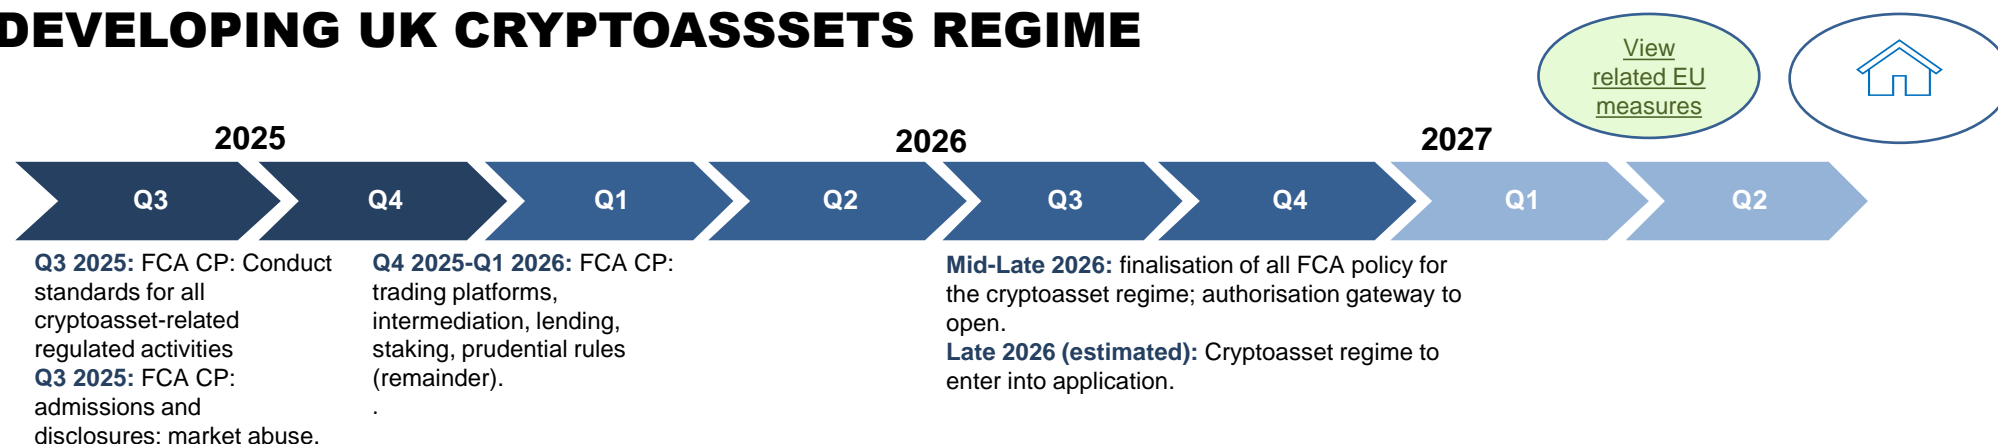 DEVELOPING UK CRYPTOASSSETS REGIME
View
related EU
measures
2025
2026
2027
Q3
Q4
Q1
Q2
Q3
Q4
Q1
Q2
Q3 2025: FCA CP: Conduct
standards for all
cryptoasset-related
regulated activities
Q3 2025: FCA CP:
admissions and
disclosures; market abuse.
Q4 2025-Q1 2026: FCA CP:
trading platforms,
intermediation, lending,
staking, prudential rules
(remainder).
.
Mid-Late 2026: finalisation of all FCA policy for
the cryptoasset regime; authorisation gateway to
open.
Late 2026 (estimated): Cryptoasset regime to
enter into application.